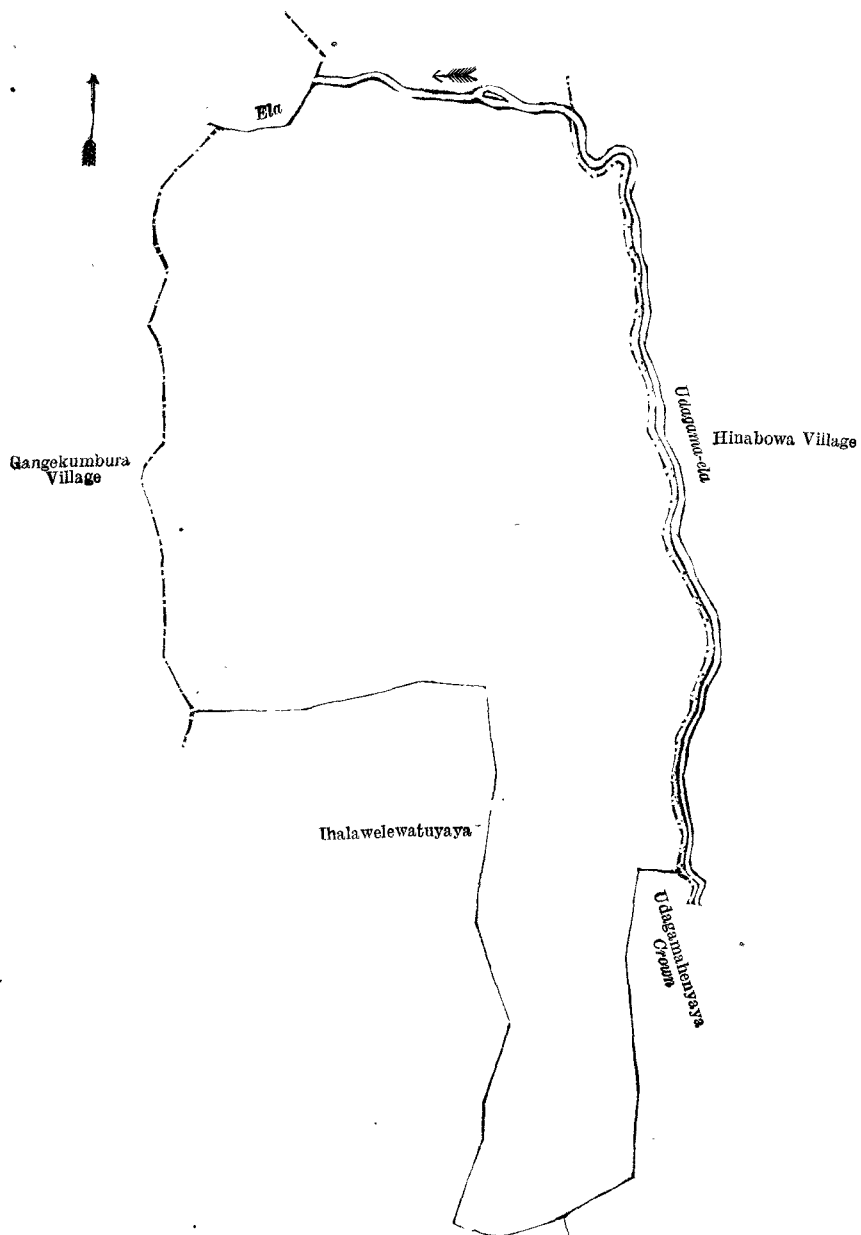 Ela
Udagama-ela
Hinabowa Village
Gangekumbura
Village
Ihalawelewatuyaya
Udagamahenyaya
Crown